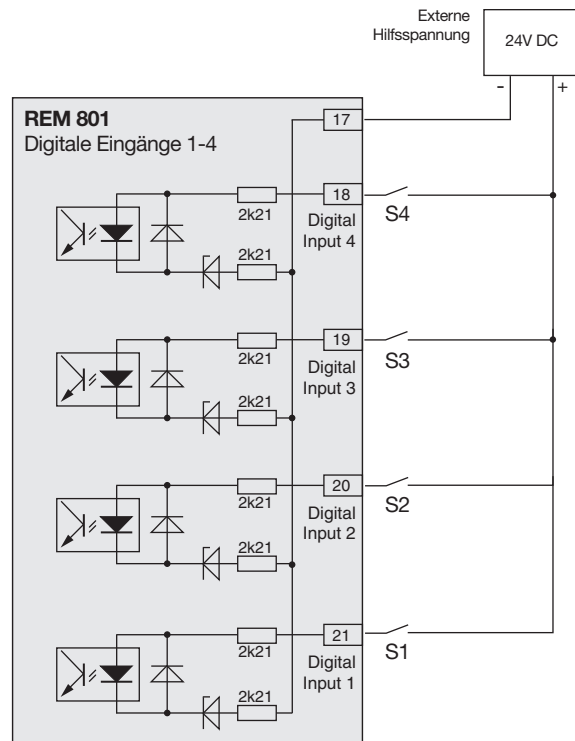 Externe
Hilfsspannung
24V DC
- +
REM 801
Digitale Eingänge 1-4
17
18
2k21
Digital
Input 4
S4
2k21
19
2k21
Digital
Input 3
S3
2k21
20
2k21
Digital
Input 2
S2
2k21
21
2k21
Digital
Input 1
S1
2k21